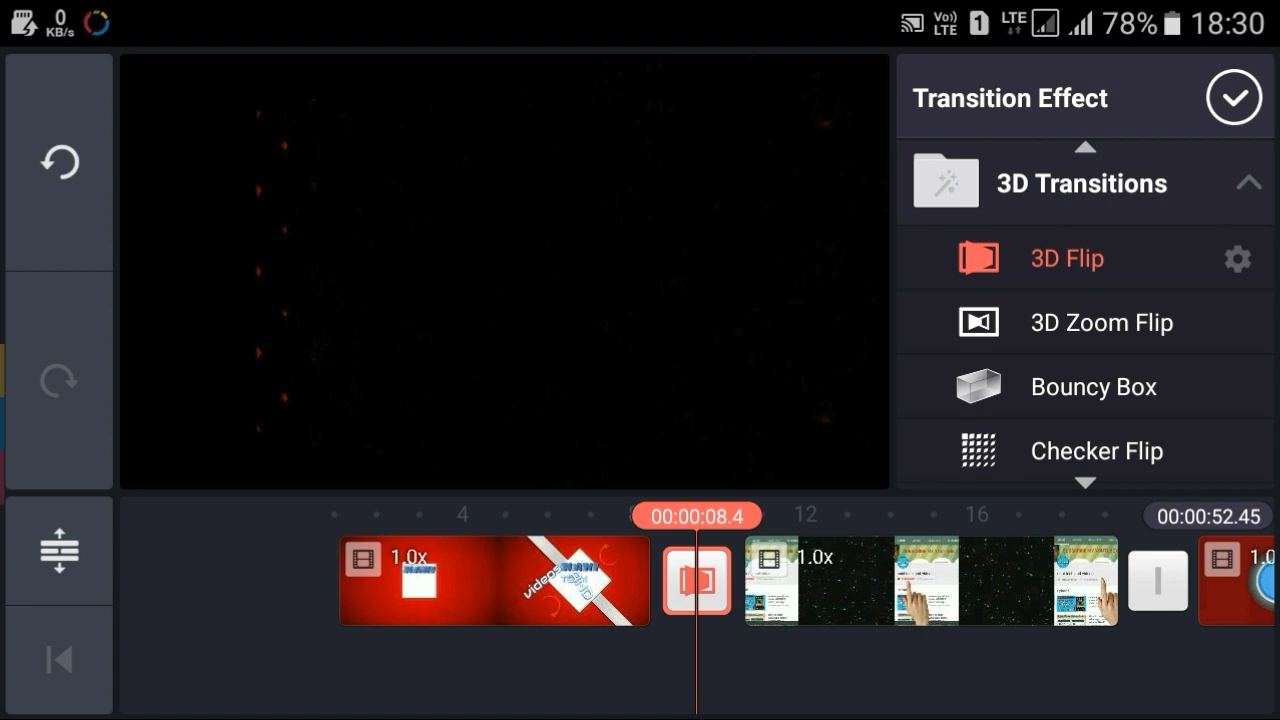 0
KB/s
Vo))
LTE
1
LTE
78%
18:30
Transition Effect
3D Transitions
3D Flip
3D Zoom Flip
Bouncy Box
Checker Flip
4
00:00:08.4
12
16
00:00:52.45
1.0x
videos
1.0x
1.0